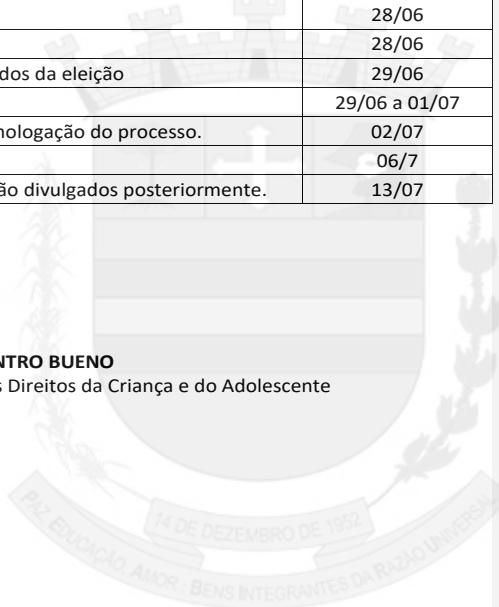 28/06
28/06
dos da eleição 29/06
29/06 a 01/07
nologação do processo. 02/07
06/7
ão divulgados posteriormente. 13/07
NTRO BUENO
s Direitos da Criança e do Adolescente
14 DE DEZEMBRO DE 1952
PAZ, EDUCAÇÃO, AMOR : BENS INTEGRANTES DA RAZÃO UNIVERSAL